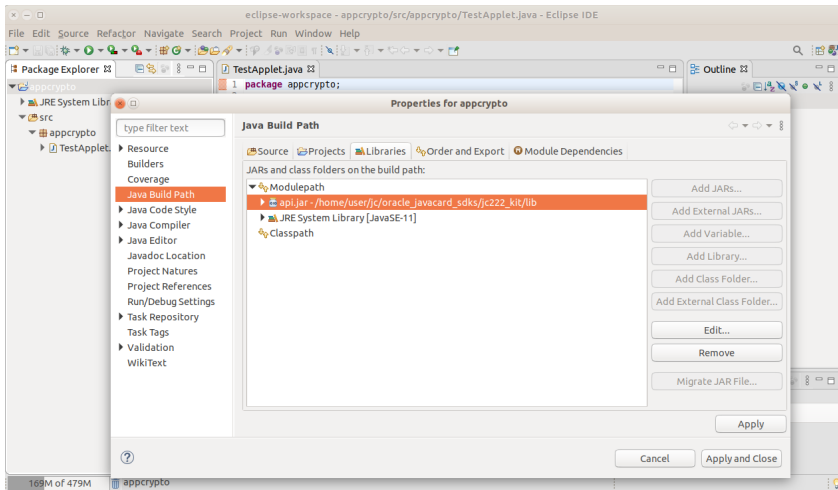 eclipse-workspace - appcrypto/src/appcrypto/TestApplet.java - Eclipse IDE
File Edit Source Refactor Navigate Search Project Run Window Help
Package Explorer
TestApplet.java
Outline
appcrypto
1 package appcrypto;
JRE System Libr
src
appcrypto
TestApplet.
Properties for appcrypto
type filter text
Resource
Builders
Coverage
Java Build Path
Java Code Style
Java Compiler
Java Editor
Javadoc Location
Project Natures
Project References
Run/Debug Settings
Task Repository
Task Tags
Validation
WikiText
Java Build Path
Source Projects Libraries Order and Export Module Dependencies
JARs and class folders on the build path:
Modulepath
api.jar - /home/user/jc/oracle_javacard_sdks/jc222_kit/lib
JRE System Library [JavaSE-11]
Classpath
Add JARs...
Add External JARs...
Add Variable...
Add Library...
Add Class Folder...
Add External Class Folder...
Edit...
Remove
Migrate JAR File...
Apply
Cancel
Apply and Close
169M of 479M
appcrypto